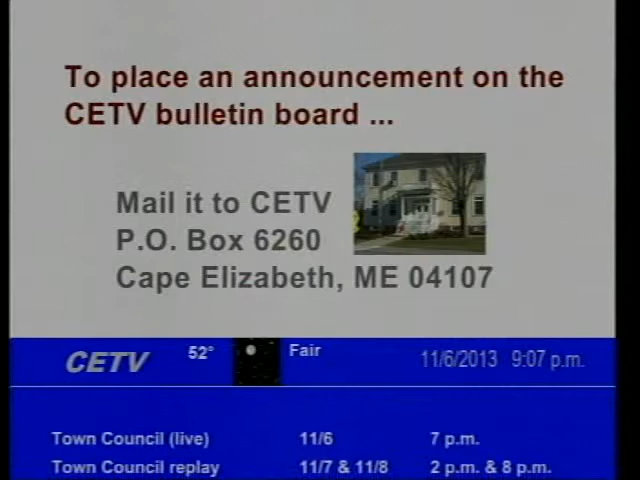 To place an announcement on the
CETV bulletin board ...
Mail it to CETV
P.O. Box 6260
Cape Elizabeth, ME 04107
CETV 52° Fair 11/6/2013 9:07 p.m.
Town Council (live) 11/6 7 p.m.
Town Council replay 11/7 & 11/8 2 p.m. & 8 p.m.